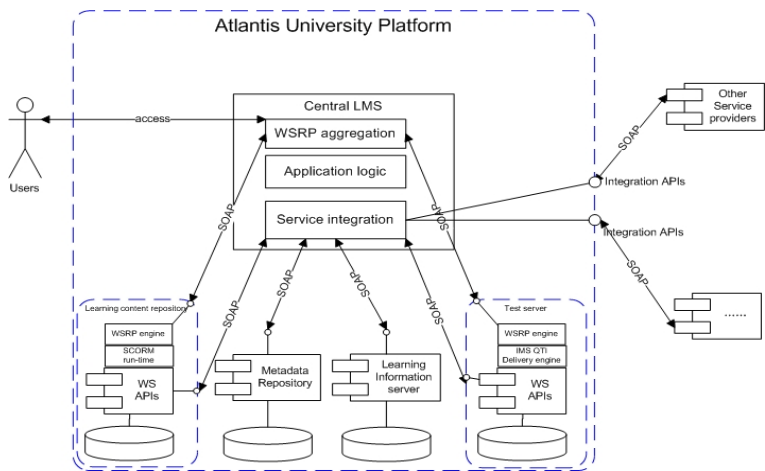 Atlantis University Platform
Central LMS
WSRP aggregation
Application logic
Service integration
access
Users
Other
Service
providers
SOAP
Integration APIs
Integration APIs
SOAP
......
SOAP
SOAP
SOAP
SOAP
SOAP
SOAP
Learning content repository
WSRP engine
SCORM
run-time
WS
APIs
Metadata
Repository
Learning
Information
server
Test server
WSRP engine
IMS QTI
Delivery engine
WS
APIs